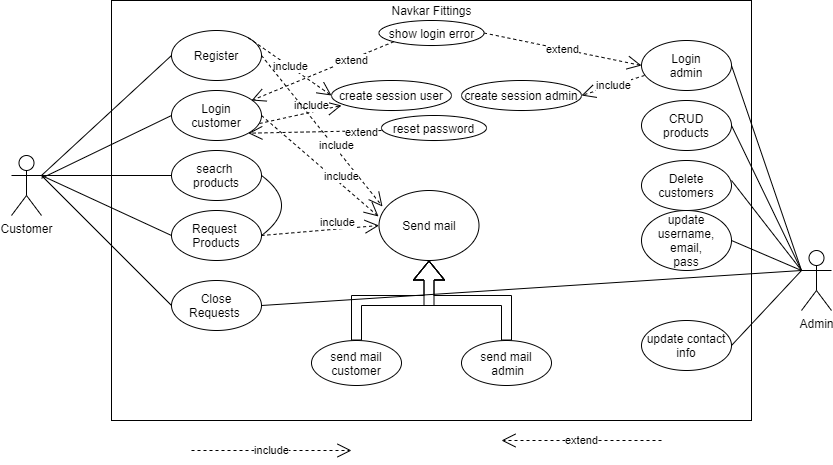 Navkar Fittings
show login error
extend
extend
Register
include
Login
admin
include
create session user
create session admin
Login
customer
include
CRUD
products
extend
reset password
include
seacrh
products
include
Delete
customers
Customer
Request
Products
include
Send mail
update
username,
email,
pass
Close
Requests
Admin
send mail
customer
send mail
admin
update contact
info
include
extend